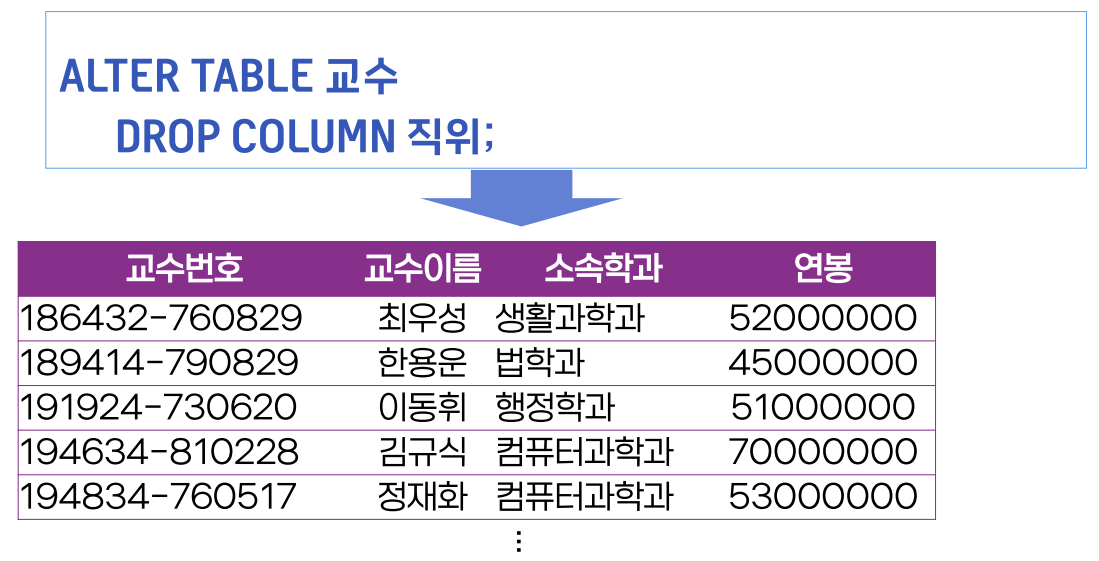 ALTER TABLE 교수
DROP COLUMN 직위;
교수번호 교수이름 소속학과 연봉
186432-760829 최우성 생활과학과 52000000
189414-790829 한용운 법학과 45000000
191924-730620 이동휘 행정학과 51000000
194634-810228 김규식 컴퓨터과학과 70000000
194834-760517 정재화 컴퓨터과학과 53000000
⋮